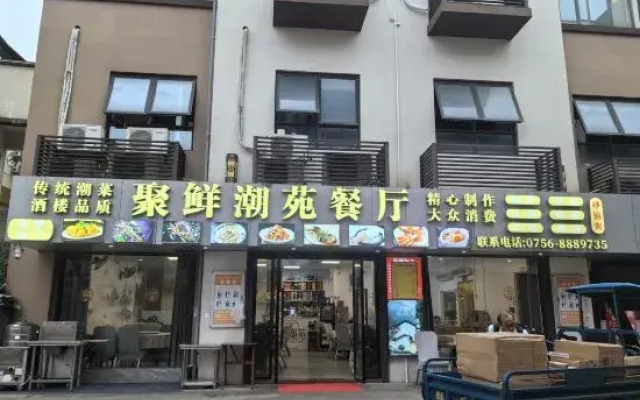 传统潮菜
酒楼品质
聚鲜潮苑餐厅
精心制作
大众消费
联系电话:0756-8889735